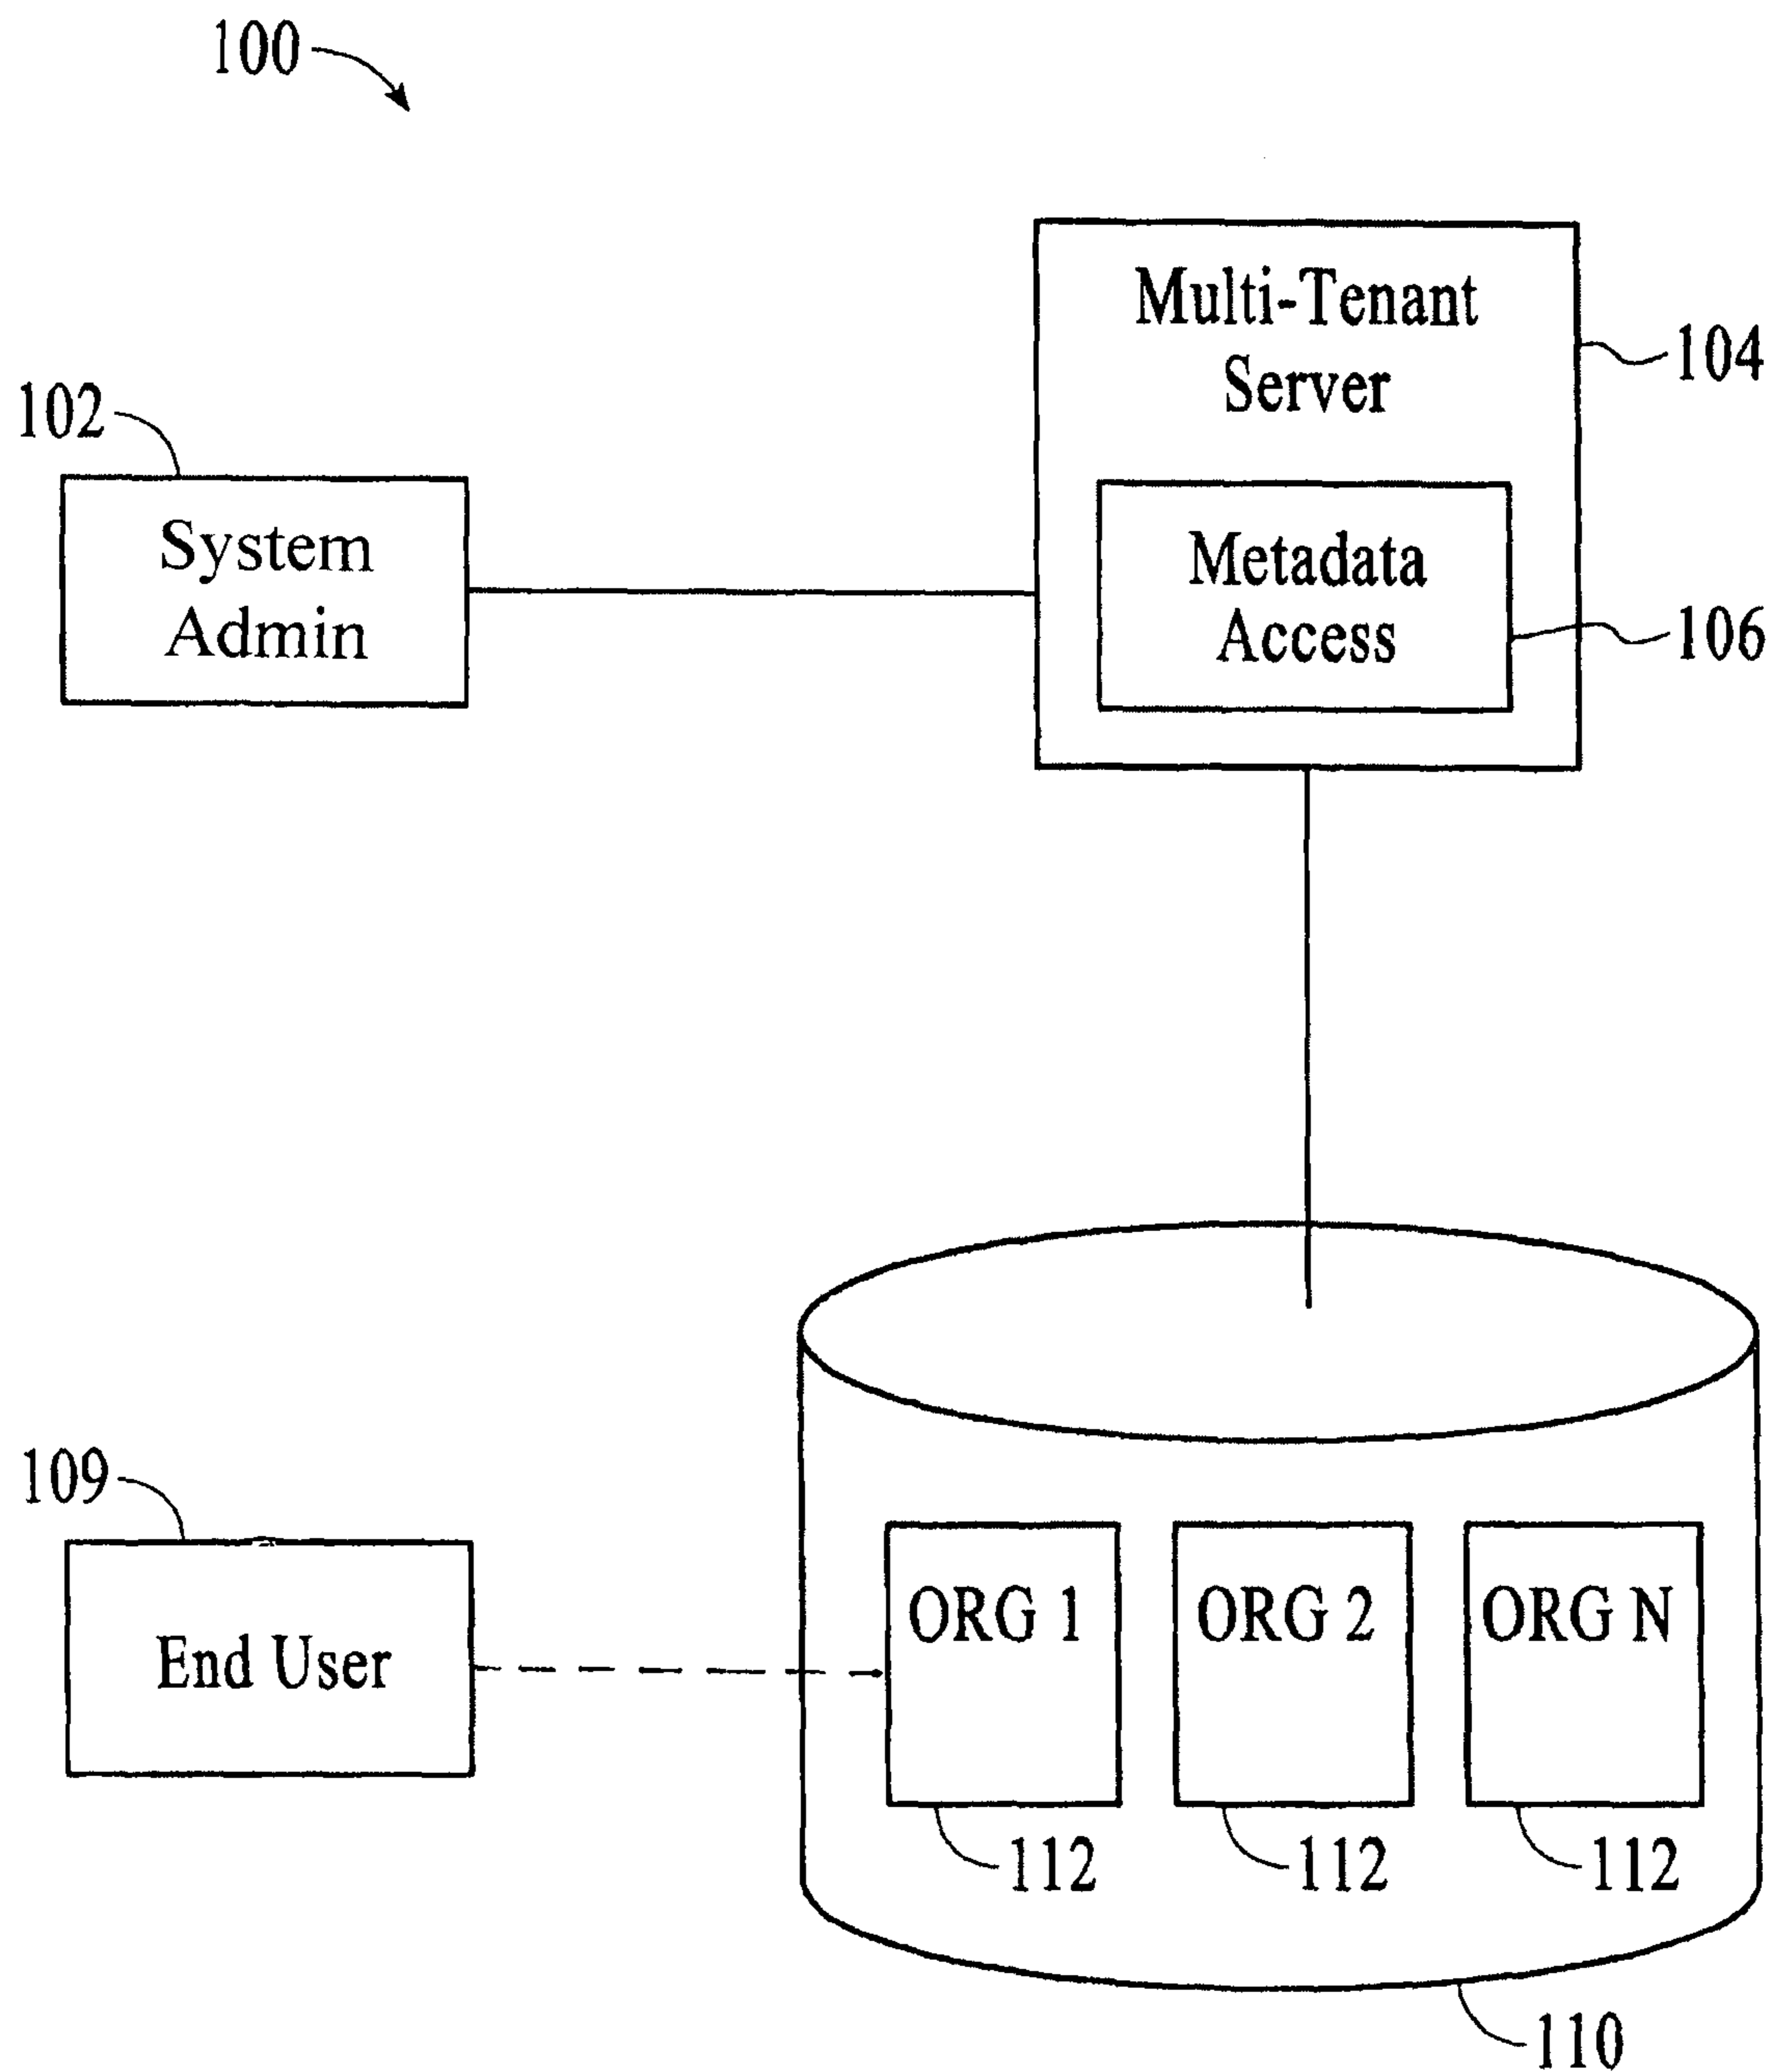 100
Multi-Tenant
Server
104
102
System
Admin
Metadata
Access
106
109
End User
ORG 1
ORG 2
ORG N
112
112
112
110